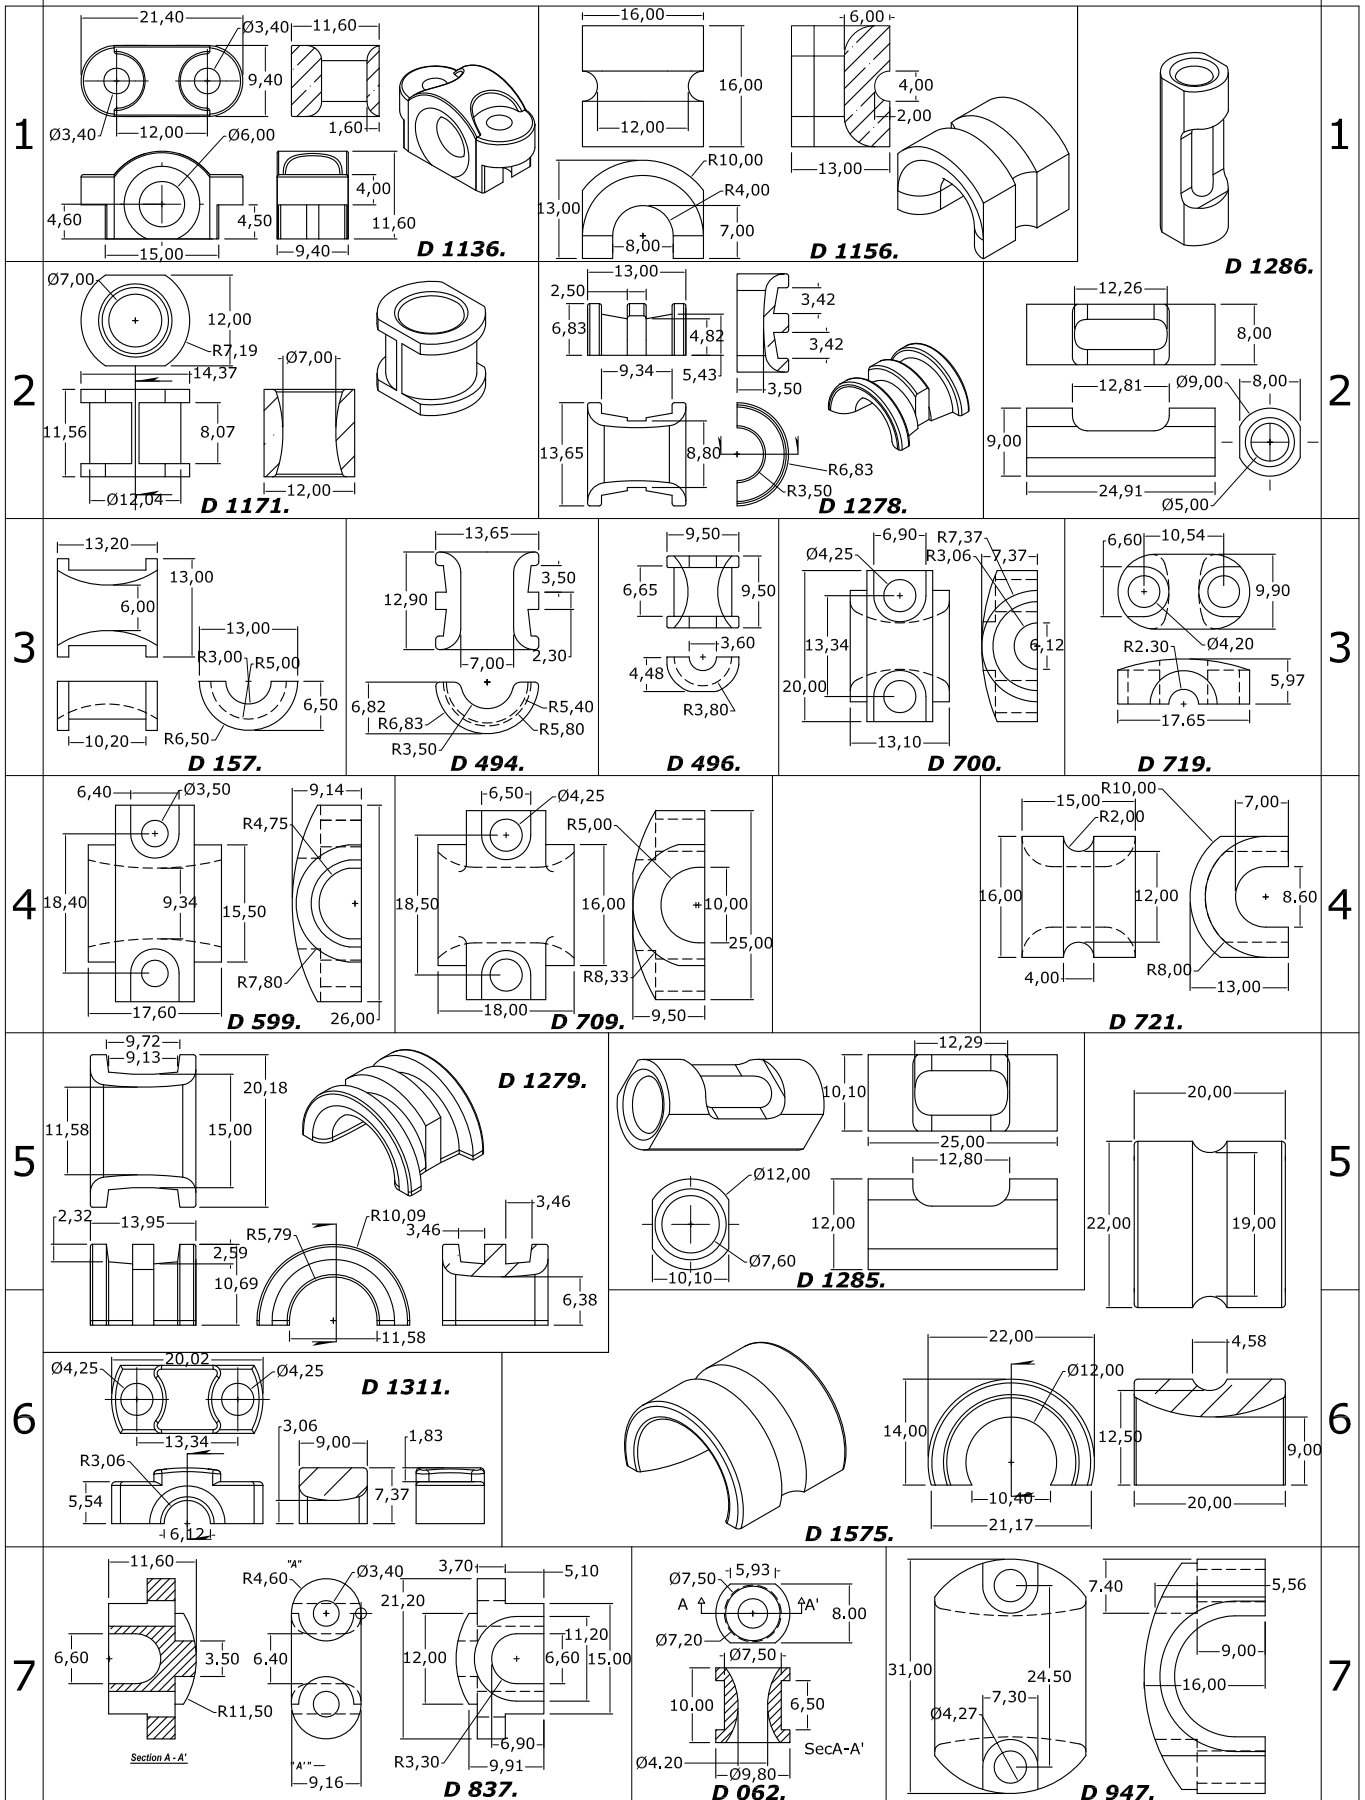 1
21,40
Ø3,40
11,60
9,40
Ø3,40
12,00
1,60
Ø6,00
4,60
4,50
15,00
4,00
11,60
9,40
D 1136.
16,00
6,00
16,00
12,00
4,00
2,00
13,00
R10,00
R4,00
13,00
7,00
8,00
D 1156.
D 1286.
1
2
Ø7,00
12,00
R7,19
14,37
Ø7,00
11,56
8,07
Ø12,04
12,00
D 1171.
13,00
2,50
6,83
4,82
5,43
3,42
3,42
3,50
9,34
13,65
8,80
R6,83
R3,50
D 1278.
12,26
8,00
12,81
Ø9,00
8,00
9,00
24,91
Ø5,00
2
3
13,20
13,00
6,00
13,00
R3,00
R5,00
6,50
10,20
R6,50
D 157.
13,65
12,90
3,50
7,00
2,30
6,82
R6,83
R5,40
R5,80
R3,50
D 494.
9,50
6,65
9,50
3,60
4,48
R3,80
D 496.
6,90
Ø4,25
R7,37
R3,06
7,37
13,34
6,12
20,00
13,10
D 700.
10,54
6,60
9,90
Ø4,20
R2.30
5,97
17.65
D 719.
3
4
6,40
Ø3,50
9,14
R4,75
18,40
9,34
15,50
R7,80
17,60
26,00
D 599.
6,50
Ø4,25
R5,00
18,50
16,00
10,00
25,00
R8,33
18,00
9,50
D 709.
15,00
R10,00
R2,00
7,00
16,00
12,00
8.60
R8,00
4,00
13,00
D 721.
4
5
9,72
9,13
20,18
11,58
15,00
2,32
13,95
2,59
10,69
R5,79
R10,09
11,58
3,46
3,46
6,38
D 1279.
12,29
10,10
25,00
12,80
Ø12,00
12,00
Ø7,60
10,10
D 1285.
20,00
22,00
19,00
5
6
Ø4,25
20,02
Ø4,25
13,34
D 1311.
R3,06
5,54
6,12
3,06
9,00
7,37
1,83
22,00
Ø12,00
14,00
10,40
21,17
4,58
12,50
9,00
20,00
D 1575.
6
7
11,60
6,60
3.50
R11,50
Section A - A'
"A"
R4,60
Ø3,40
6.40
"A'"
9,16
3,70
5,10
21,20
12,00
11,20
6,60
15,00
R3,30
6,90
9,91
D 837.
Ø7,50
5,93
A
A'
8.00
Ø7,20
Ø7,50
10.00
6,50
SecA-A'
Ø4.20
Ø9,80
D 062.
7.40
5,56
31,00
24.50
9,00
7,30
16,00
Ø4,27
D 947.
7